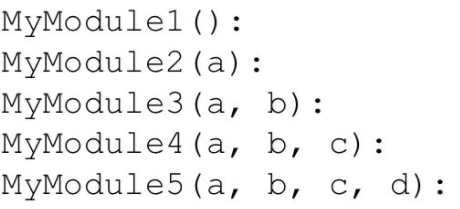 MyModule1():
MyModule2(a):
MyModule3(a, b):
MyModule4(a, b, c):
MyModule5(a, b, c, d):